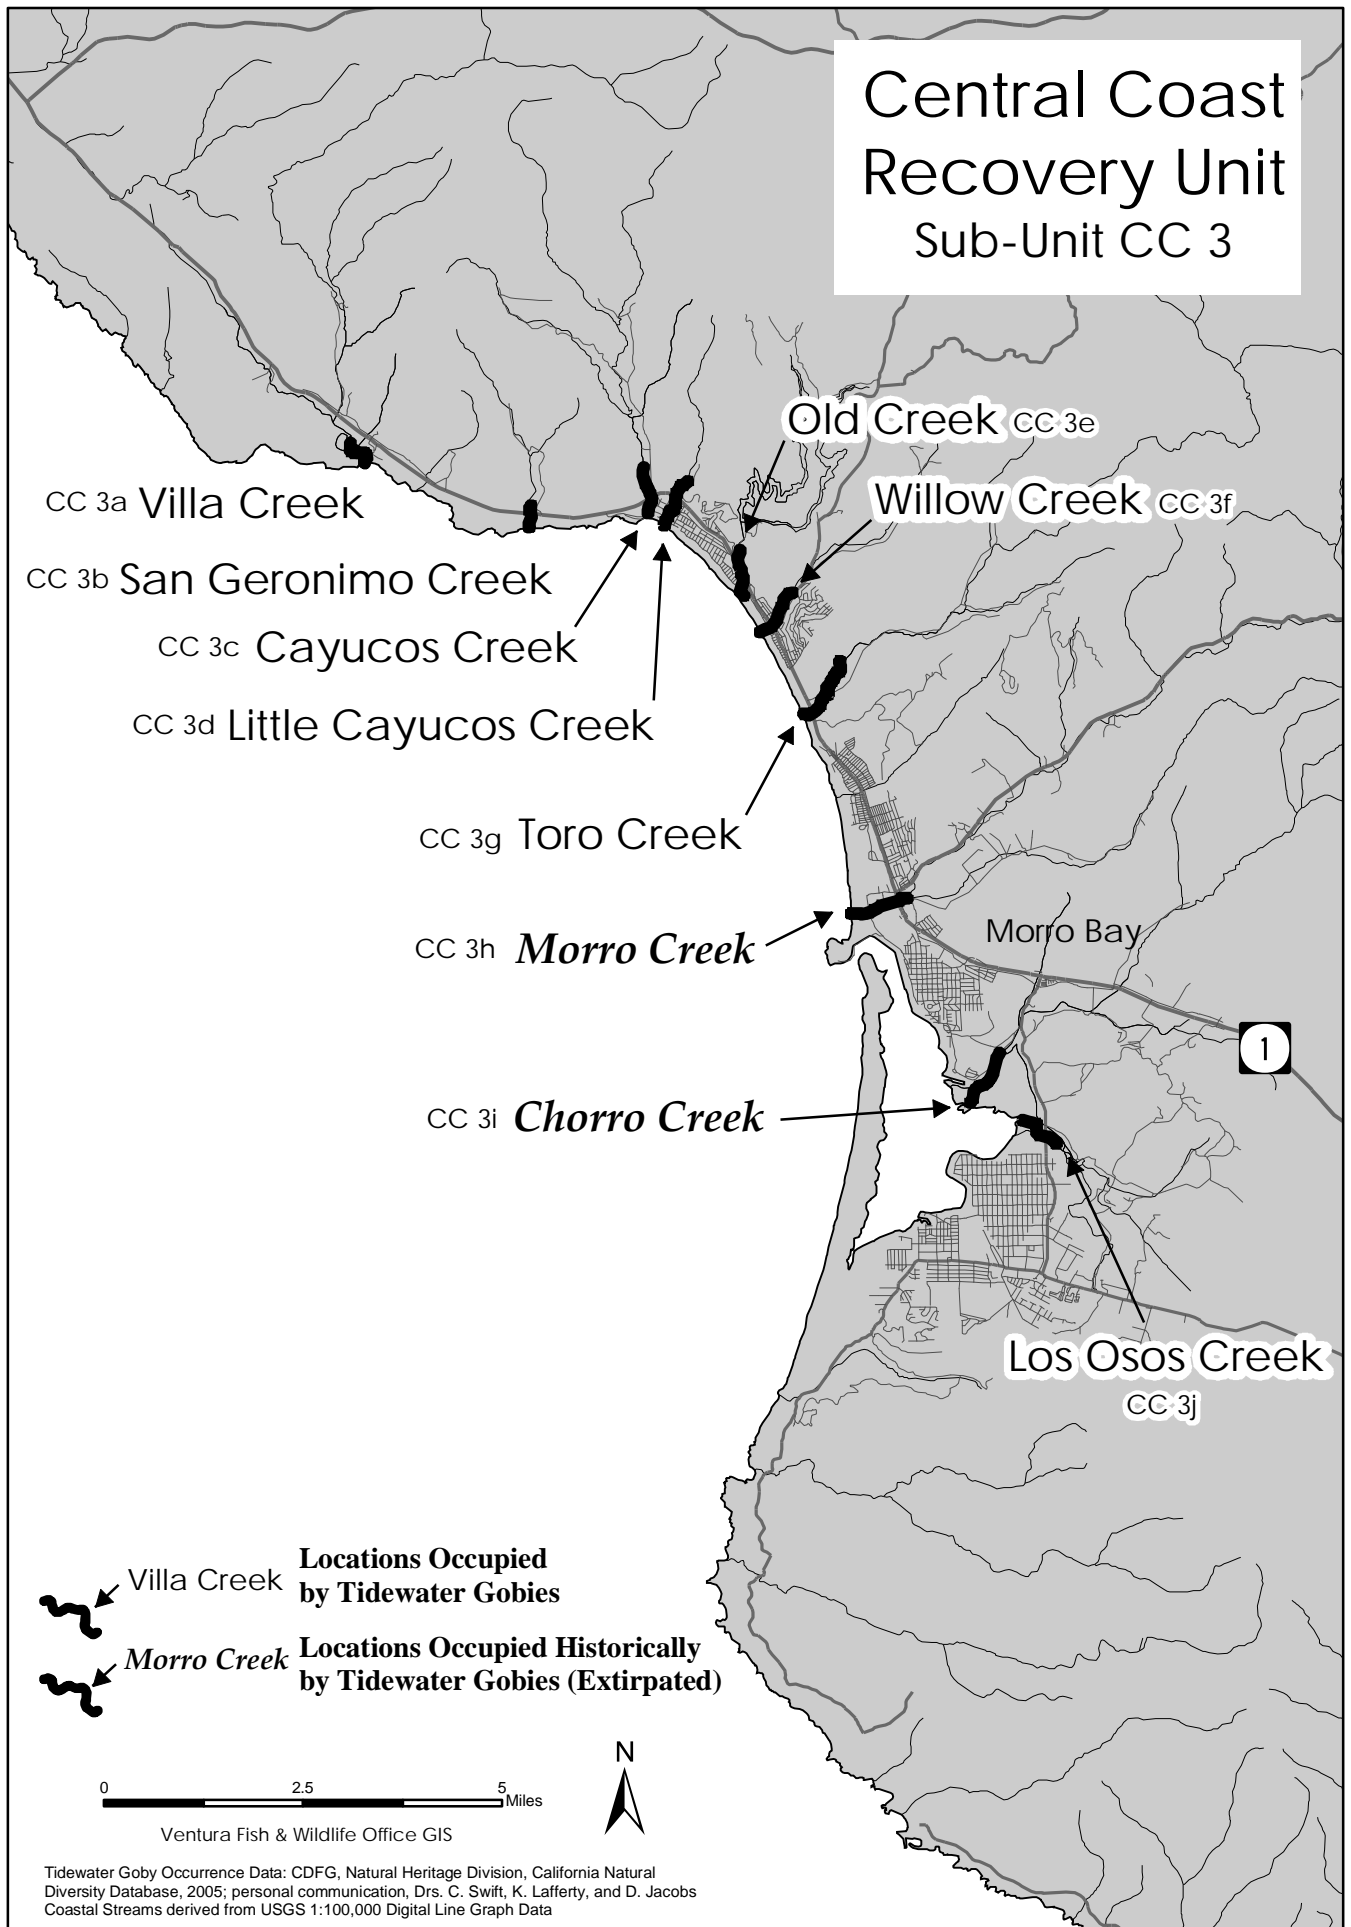 Central Coast
Recovery Unit
Sub-Unit CC 3
Old Creek CC 3e
Willow Creek CC 3f
CC 3a Villa Creek
CC 3b San Geronimo Creek
CC 3c Cayucos Creek
CC 3d Little Cayucos Creek
CC 3g Toro Creek
CC 3h Morro Creek
Morro Bay
1
CC 3i Chorro Creek
Los Osos Creek
CC 3j
Villa Creek Locations Occupied
by Tidewater Gobies
Morro Creek Locations Occupied Historically
by Tidewater Gobies (Extirpated)
N
0 2.5 5
Miles
Ventura Fish & Wildlife Office GIS
Tidewater Goby Occurrence Data: CDFG, Natural Heritage Division, California Natural
Diversity Database, 2005; personal communication, Drs. C. Swift, K. Lafferty, and D. Jacobs
Coastal Streams derived from USGS 1:100,000 Digital Line Graph Data